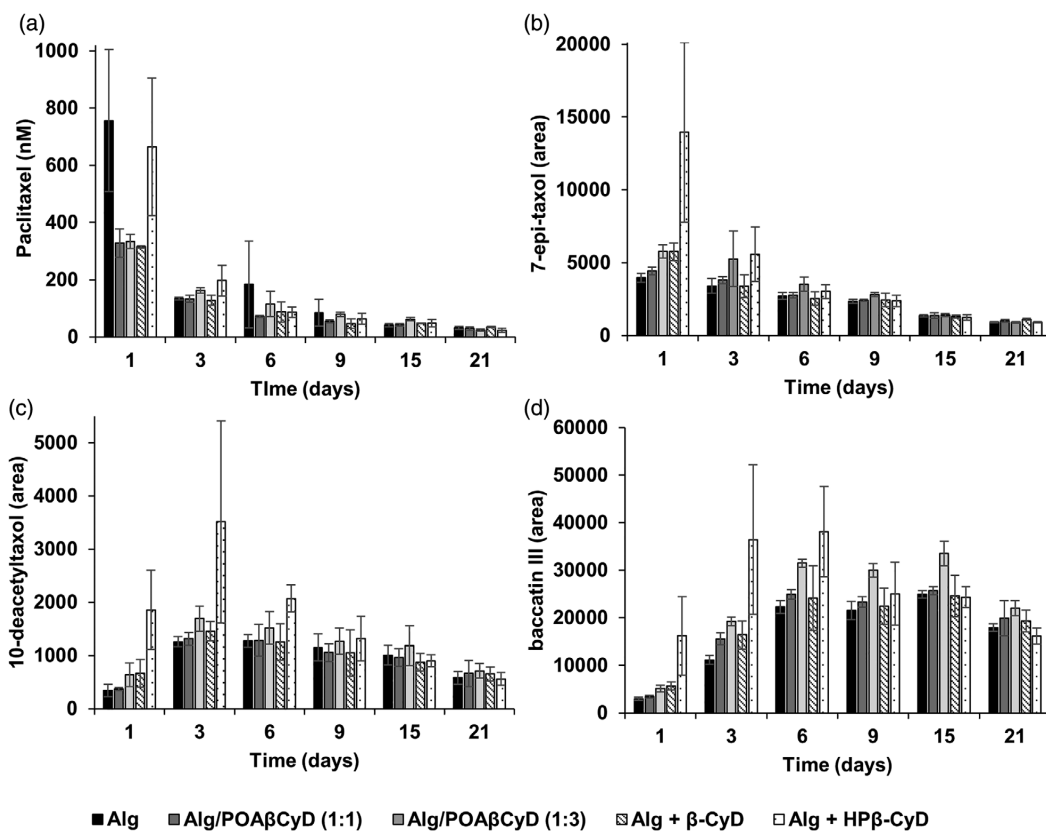 (a)
1000
800
600
400
200
0
Paclitaxel (nM)
1 3 6 9 15 21
TIme (days)
(b)
20000
15000
10000
5000
0
7-epi-taxol (area)
1 3 6 9 15 21
Time (days)
(c)
5000
4000
3000
2000
1000
0
10-deacetyltaxol (area)
1 3 6 9 15 21
Time (days)
(d)
60000
50000
40000
30000
20000
10000
0
baccatin III (area)
1 3 6 9 15 21
Time (days)
Alg Alg/POAβCyD (1:1) Alg/POAβCyD (1:3) Alg + β-CyD Alg + HPβ-CyD